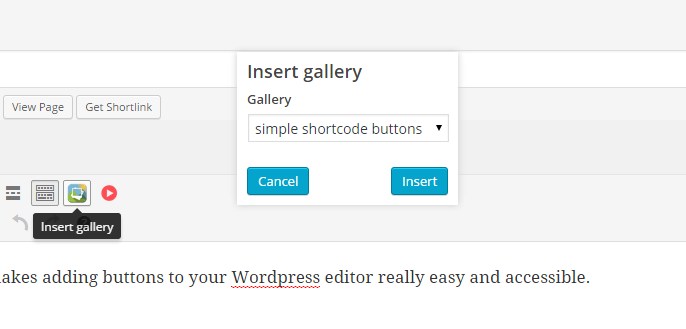 Insert gallery
Gallery
simple shortcode buttons
Cancel Insert
View Page Get Shortlink
Insert gallery
akes adding buttons to your Wordpress editor really easy and accessible.